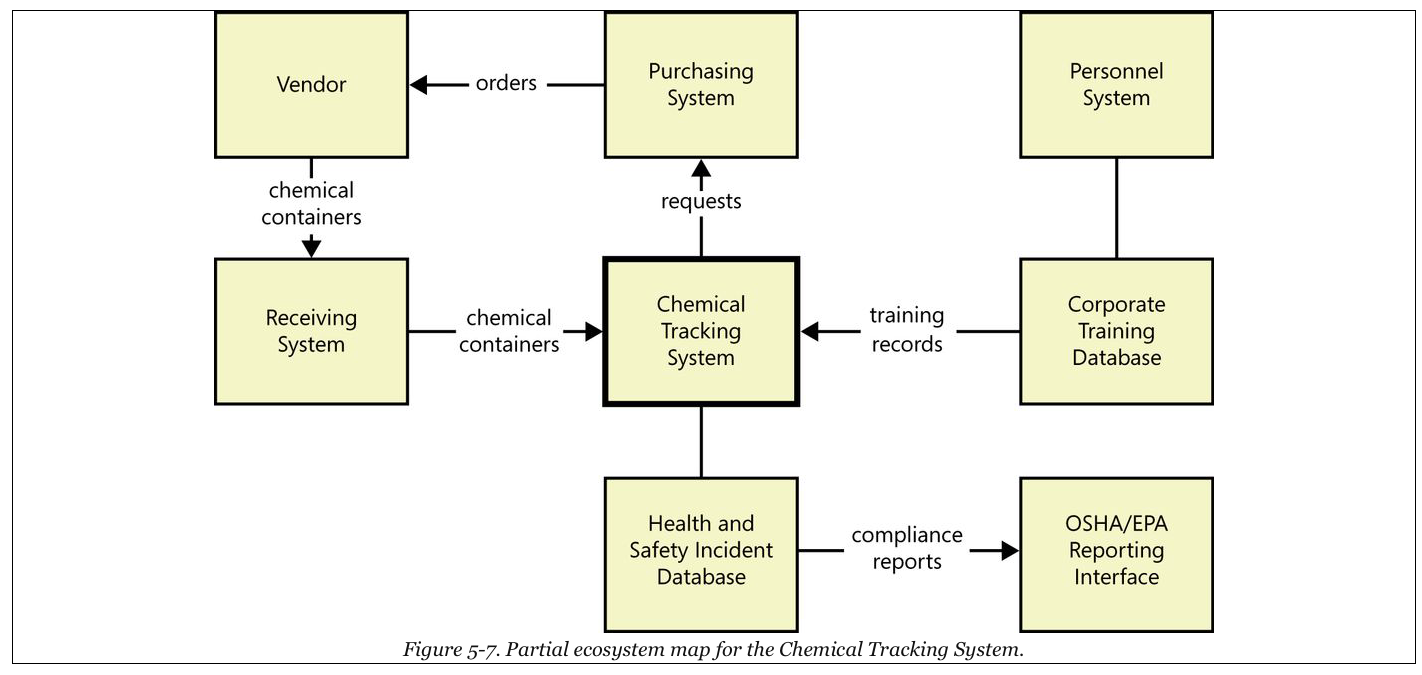 Vendor
orders
Purchasing
System
Personnel
System
chemical
containers
requests
Receiving
System
chemical
containers
Chemical
Tracking
System
training
records
Corporate
Training
Database
Health and
Safety Incident
Database
compliance
reports
OSHA/EPA
Reporting
Interface
Figure 5-7. Partial ecosystem map for the Chemical Tracking System.